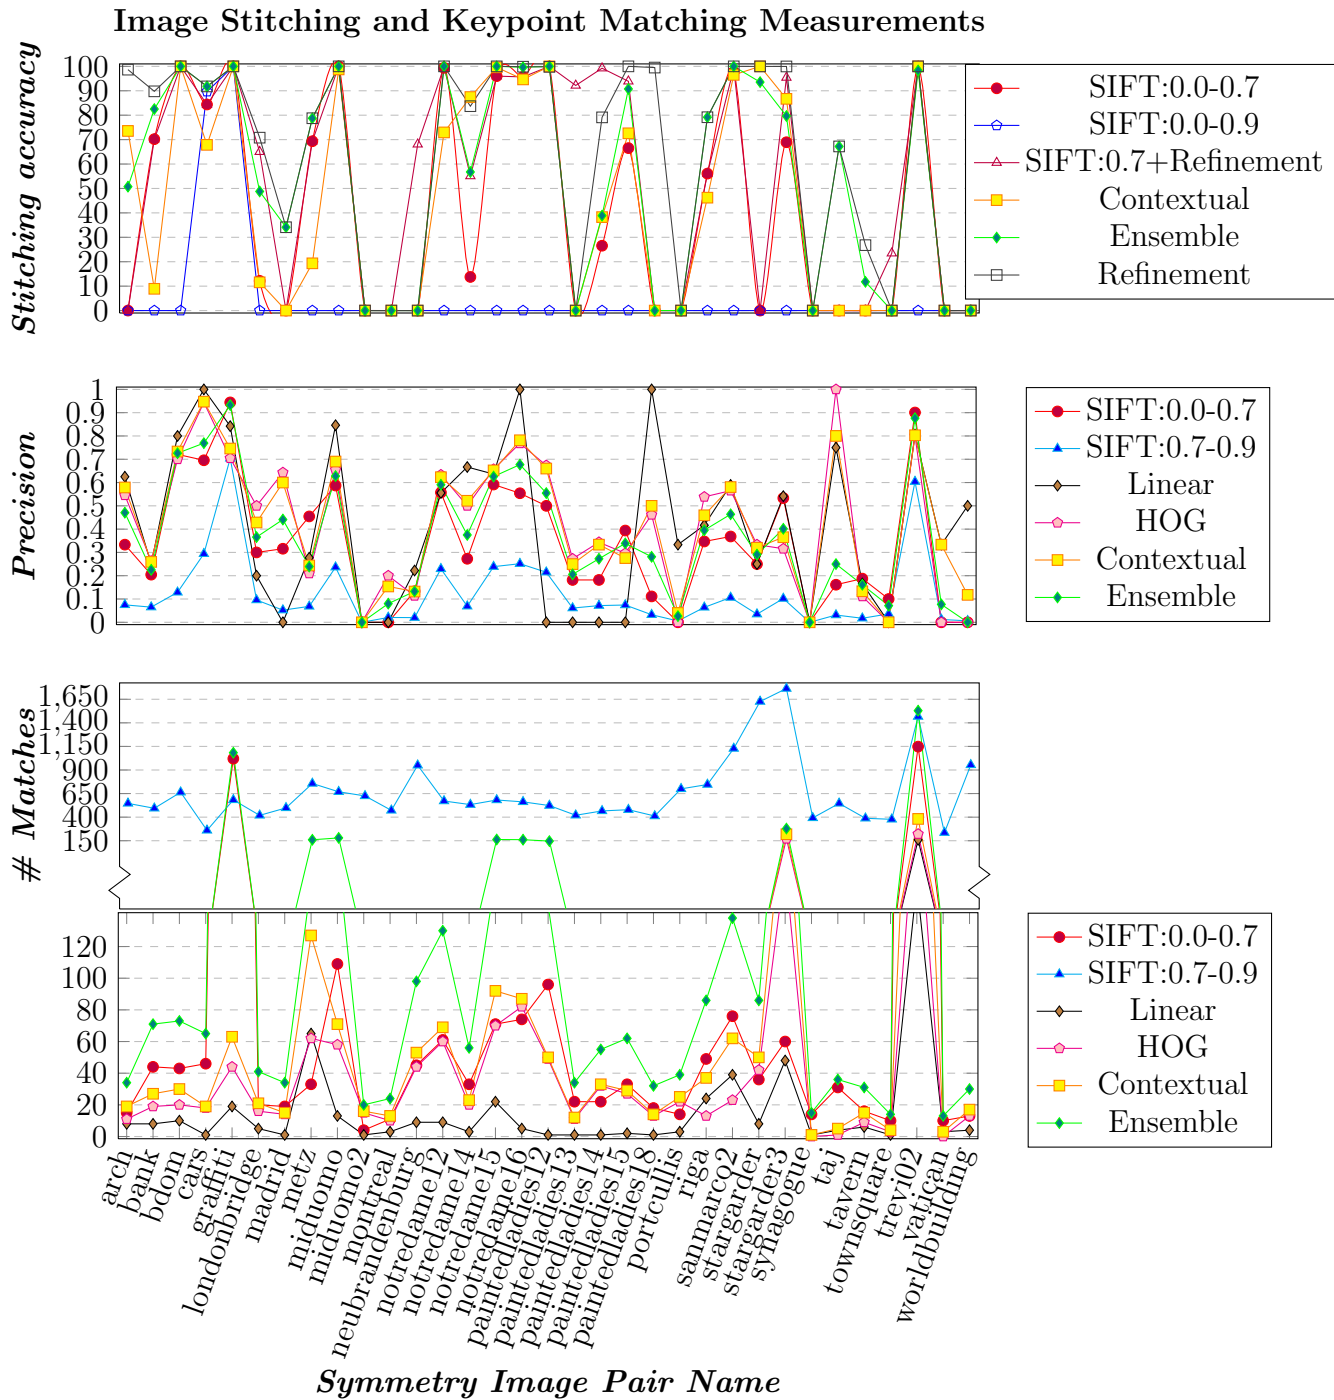 Image Stitching and Keypoint Matching Measurements
Stitching accuracy
100
90
80
70
60
50
40
30
20
10
0
SIFT:0.0-0.7
SIFT:0.0-0.9
SIFT:0.7+Refinement
Contextual
Ensemble
Refinement
Precision
1
0.9
0.8
0.7
0.6
0.5
0.4
0.3
0.2
0.1
0
SIFT:0.0-0.7
SIFT:0.7-0.9
Linear
HOG
Contextual
Ensemble
# Matches
1,650
1,400
1,150
900
650
400
150
120
100
80
60
40
20
0
SIFT:0.0-0.7
SIFT:0.7-0.9
Linear
HOG
Contextual
Ensemble
arch
bank
bdom
cars
graffiti
londonbridge
madrid
metz
miduomo
miduomo2
montreal
neubrandenburg
notredame12
notredame14
notredame15
notredame16
paintedladies12
paintedladies13
paintedladies14
paintedladies15
paintedladies18
portcullis
riga
sanmarco2
stargarder
stargarder3
synagogue
taj
tavern
townsquare
trevi02
vatican
worldbuilding
Symmetry Image Pair Name